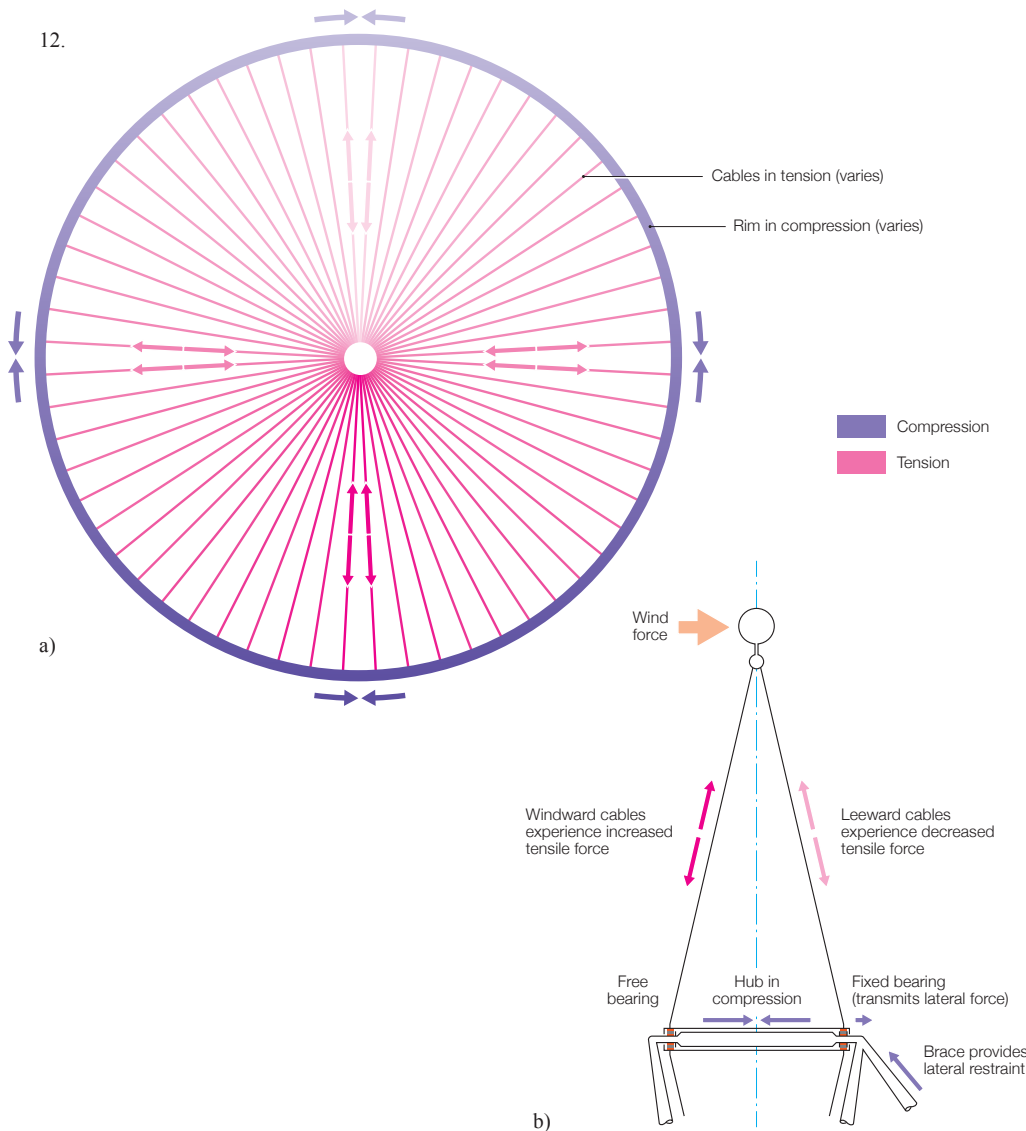 12.
Cables in tension (varies)
Rim in compression (varies)
Compression
Tension
a)
Wind
force
Windward cables
experience increased
tensile force
Leeward cables
experience decreased
tensile force
Free
bearing
Hub in
compression
Fixed bearing
(transmits lateral force)
Brace provides
lateral restraint
b)